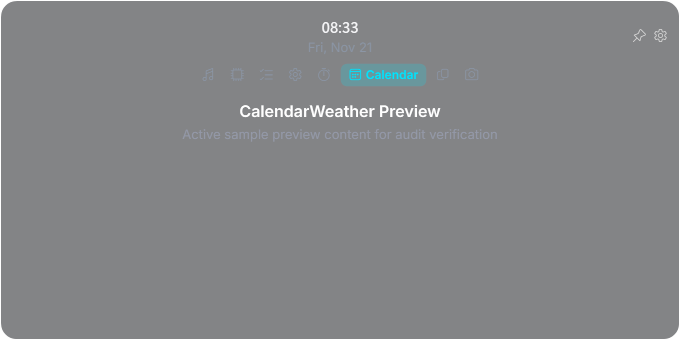 08:33
Fri, Nov 21
Calendar
CalendarWeather Preview
Active sample preview content for audit verification